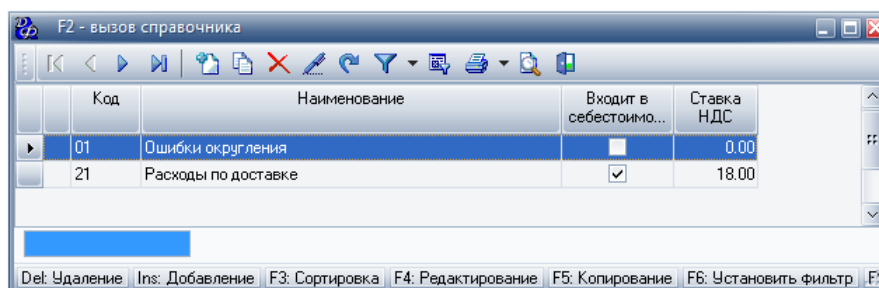 F2 - вызов справочника
Код Наименование Входит в себестоимо... Ставка НДС
01 Ошибки округления 0.00
21 Расходы по доставке 18.00
Del: Удаление Ins: Добавление F3: Сортировка F4: Редактирование F5: Копирование F6: Установить фильтр